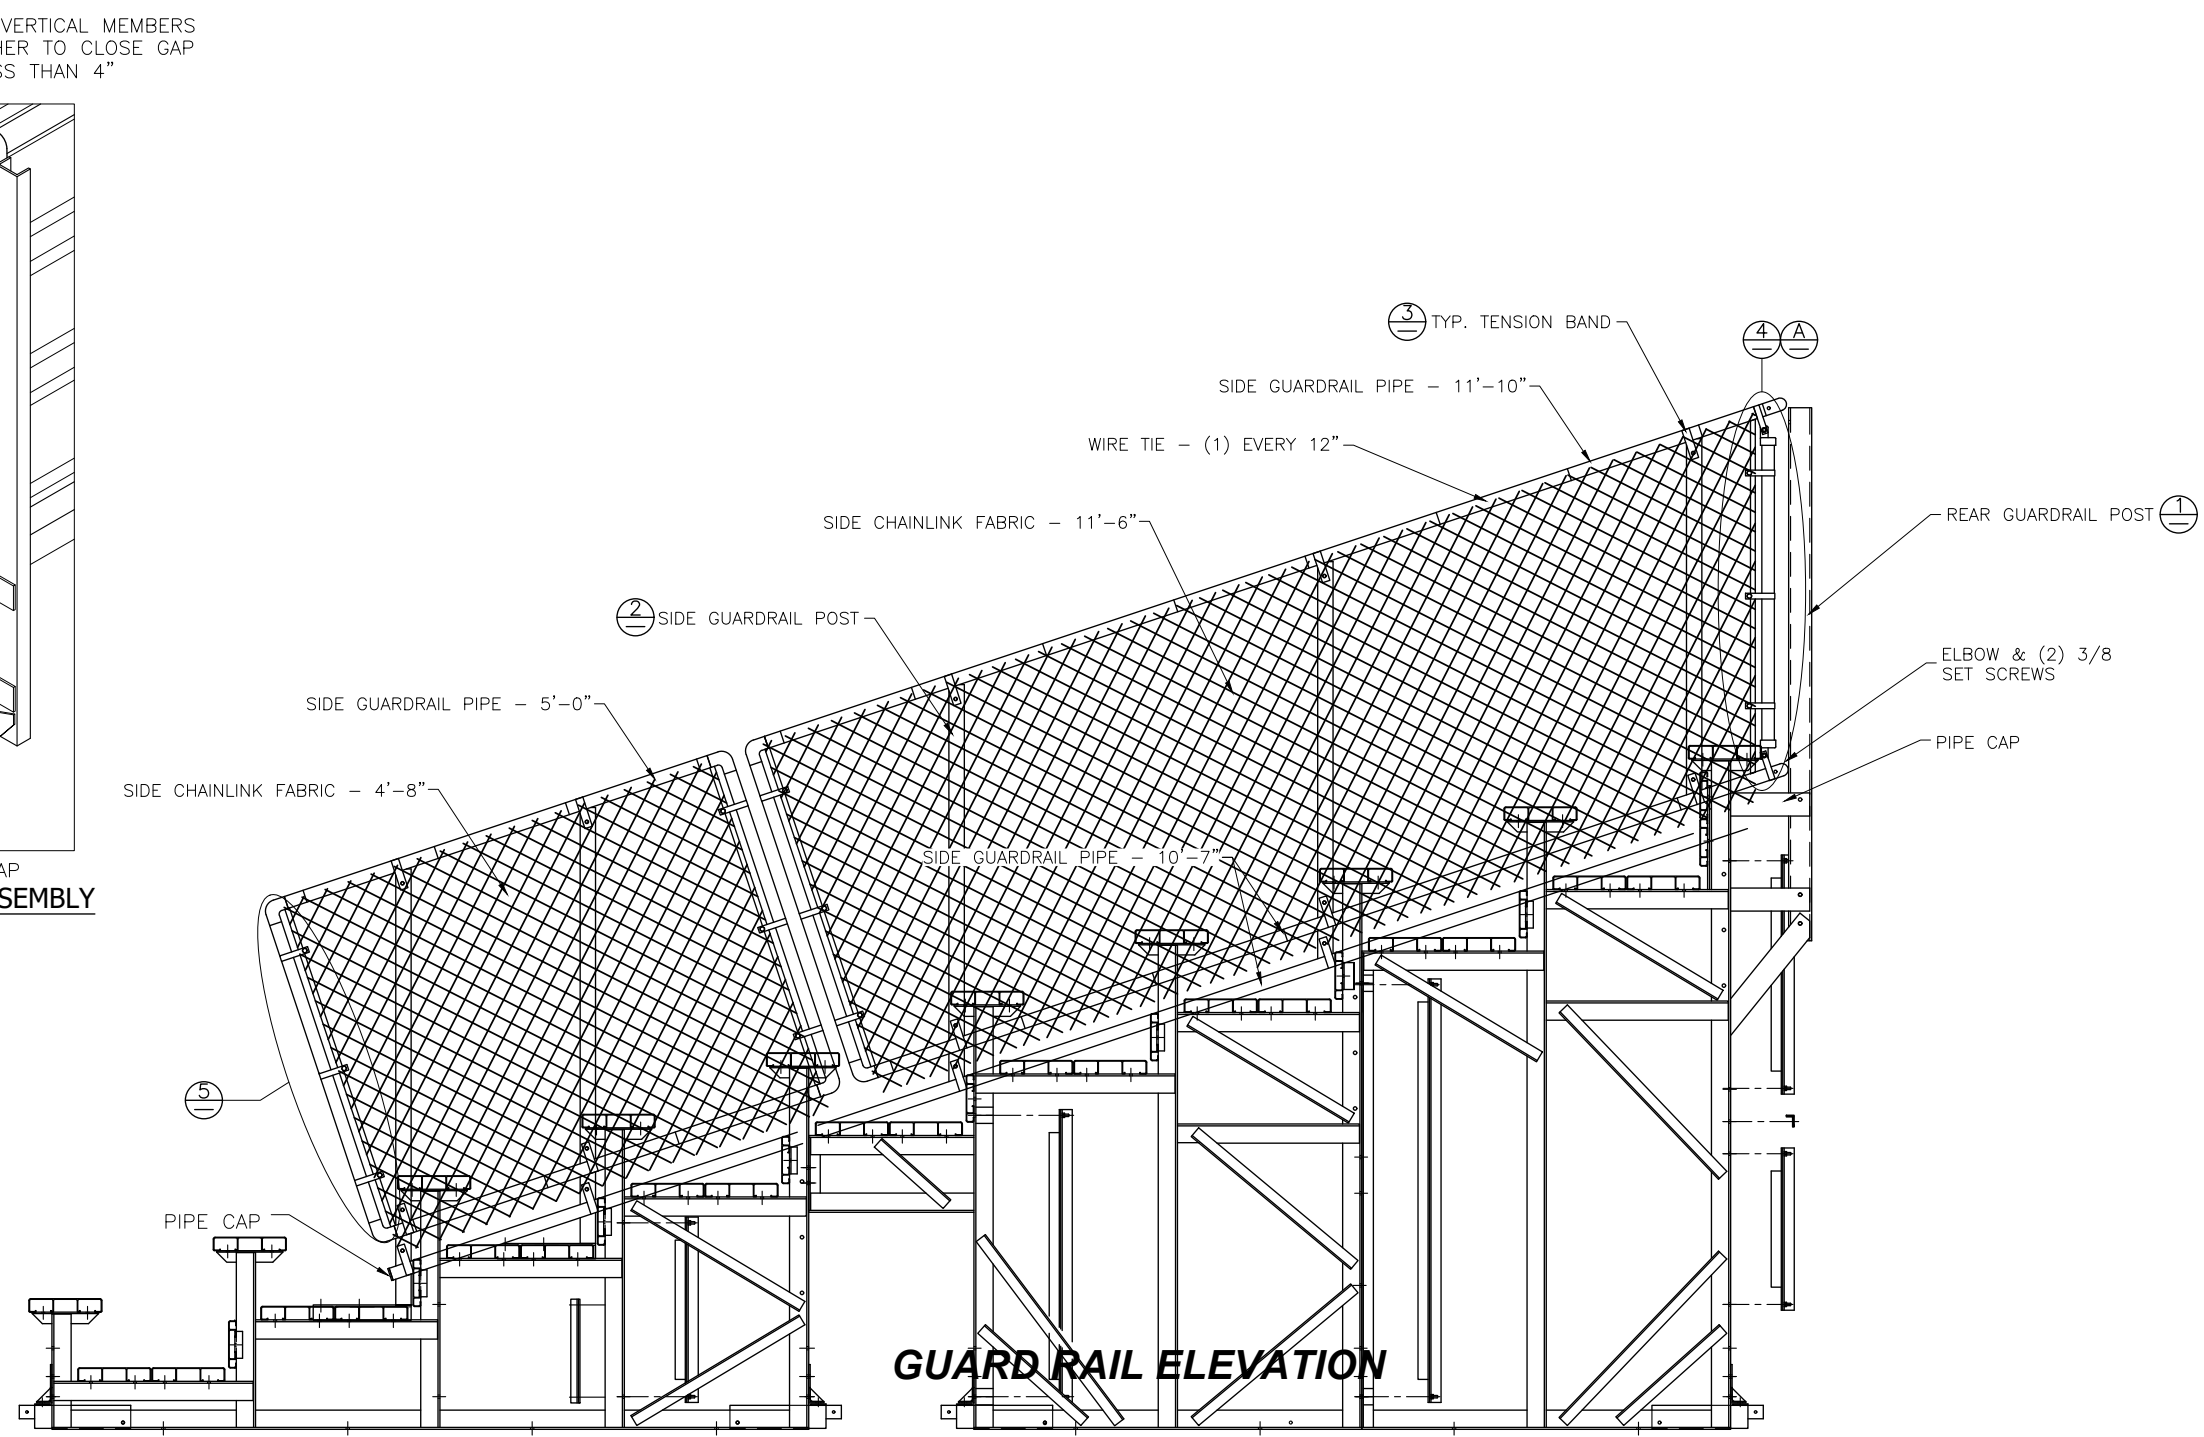 VERTICAL MEMBERS
TO CLOSE GAP
THAN 4”
3 TYP. TENSION BAND
4 A
SIDE GUARDRAIL PIPE – 11’–10”
WIRE TIE – (1) EVERY 12”
SIDE CHAINLINK FABRIC – 11’–6”
REAR GUARDRAIL POST 1
2 SIDE GUARDRAIL POST
ELBOW & (2) 3/8
SET SCREWS
SIDE GUARDRAIL PIPE – 5’–0”
PIPE CAP
SIDE CHAINLINK FABRIC – 4’–8”
SIDE GUARDRAIL PIPE – 10’–7”
AP
SEMBLY
5
PIPE CAP
GUARD RAIL ELEVATION